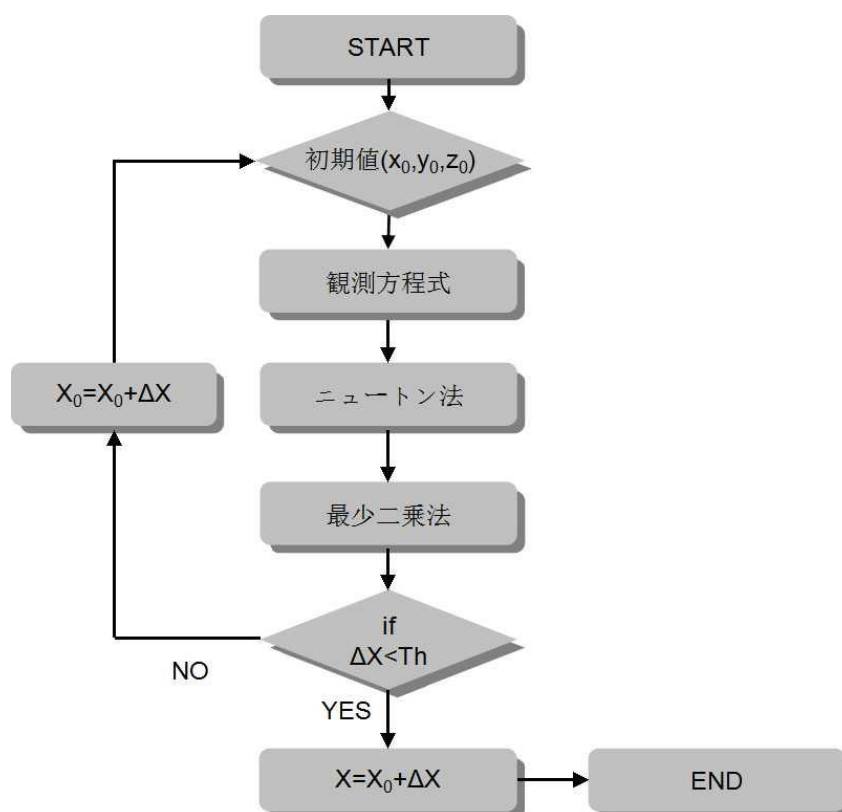 START
初期値(x₀,y₀,z₀)
観測方程式
ニュートン法
X₀=X₀+ΔX
最少二乗法
if
ΔX<Th
NO
YES
X=X₀+ΔX
END